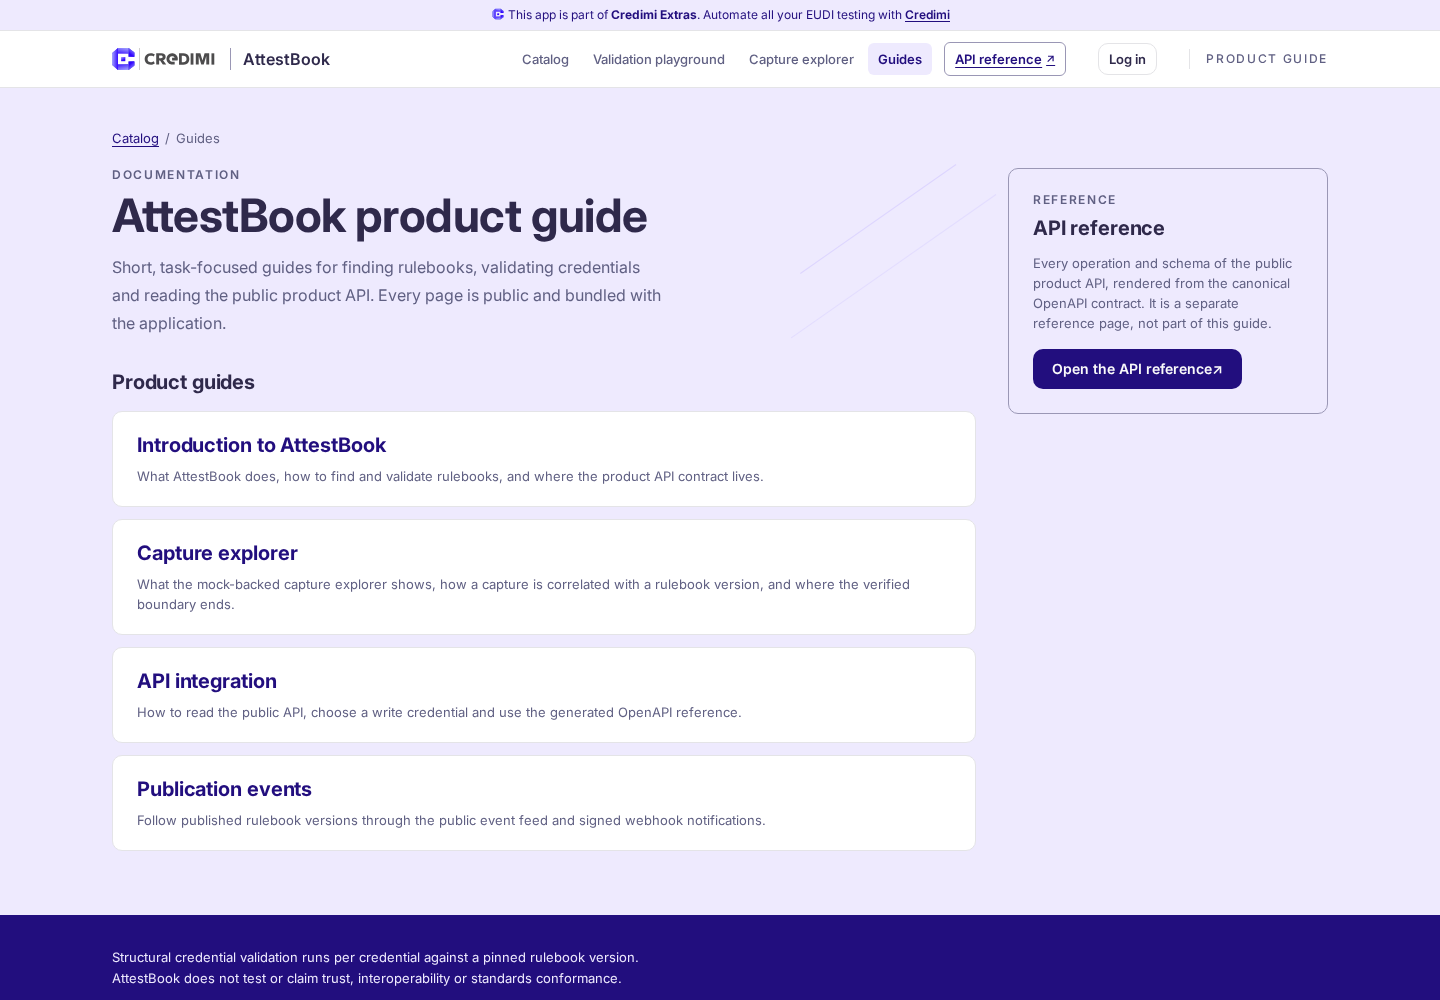 This app is part of Credimi Extras. Automate all your EUDI testing with Credimi
CREDIMI
AttestBook
Catalog
Validation playground
Capture explorer
Guides
API reference ↗
Log in
PRODUCT GUIDE
Catalog / Guides
DOCUMENTATION
AttestBook product guide
Short, task-focused guides for finding rulebooks, validating credentials
and reading the public product API. Every page is public and bundled with
the application.
REFERENCE
API reference
Every operation and schema of the public
product API, rendered from the canonical
OpenAPI contract. It is a separate
reference page, not part of this guide.
Open the API reference↗
Product guides
Introduction to AttestBook
What AttestBook does, how to find and validate rulebooks, and where the product API contract lives.
Capture explorer
What the mock-backed capture explorer shows, how a capture is correlated with a rulebook version, and where the verified
boundary ends.
API integration
How to read the public API, choose a write credential and use the generated OpenAPI reference.
Publication events
Follow published rulebook versions through the public event feed and signed webhook notifications.
Structural credential validation runs per credential against a pinned rulebook version.
AttestBook does not test or claim trust, interoperability or standards conformance.